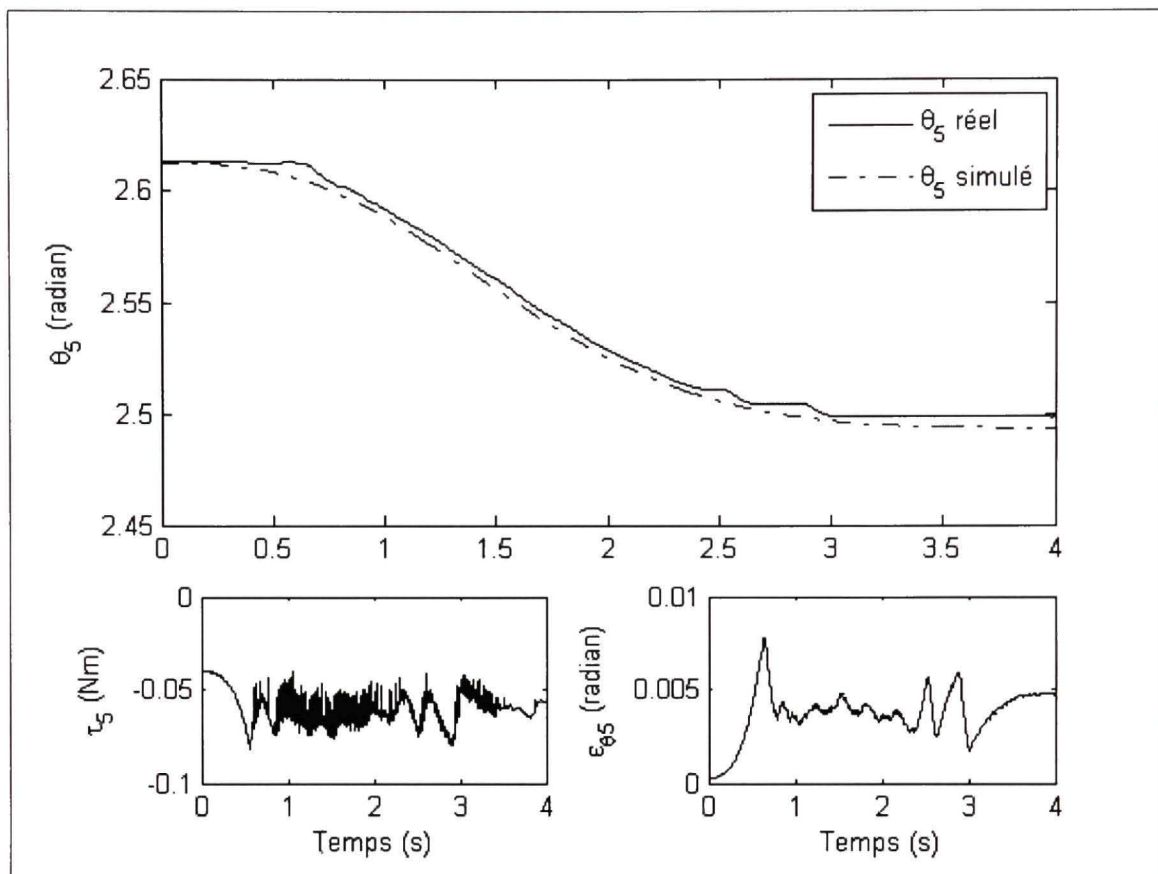 2.65
2.6
2.55
2.5
2.45
θ5 (radian)
θ5 réel
θ5 simulé
0 0.5 1 1.5 2 2.5 3 3.5 4
0
-0.05
-0.1
τ5 (Nm)
0 1 2 3 4
Temps (s)
0.01
0.005
0
εθ5 (radian)
0 1 2 3 4
Temps (s)